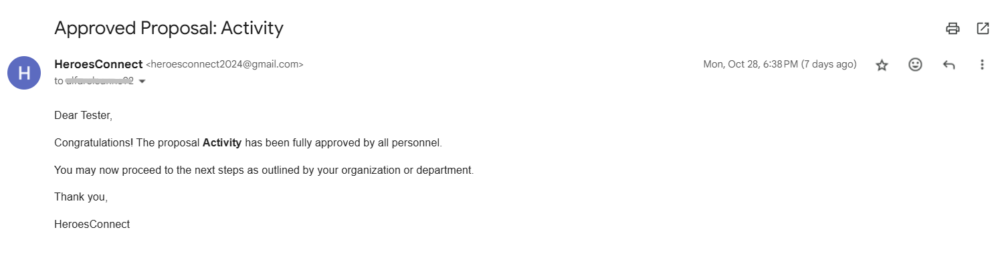 Approved Proposal: Activity
H
HeroesConnect <heroesconnect2024@gmail.com>
Mon, Oct 28, 6:38 PM (7 days ago)
to
Dear Tester,
Congratulations! The proposal Activity has been fully approved by all personnel.
You may now proceed to the next steps as outlined by your organization or department.
Thank you,
HeroesConnect